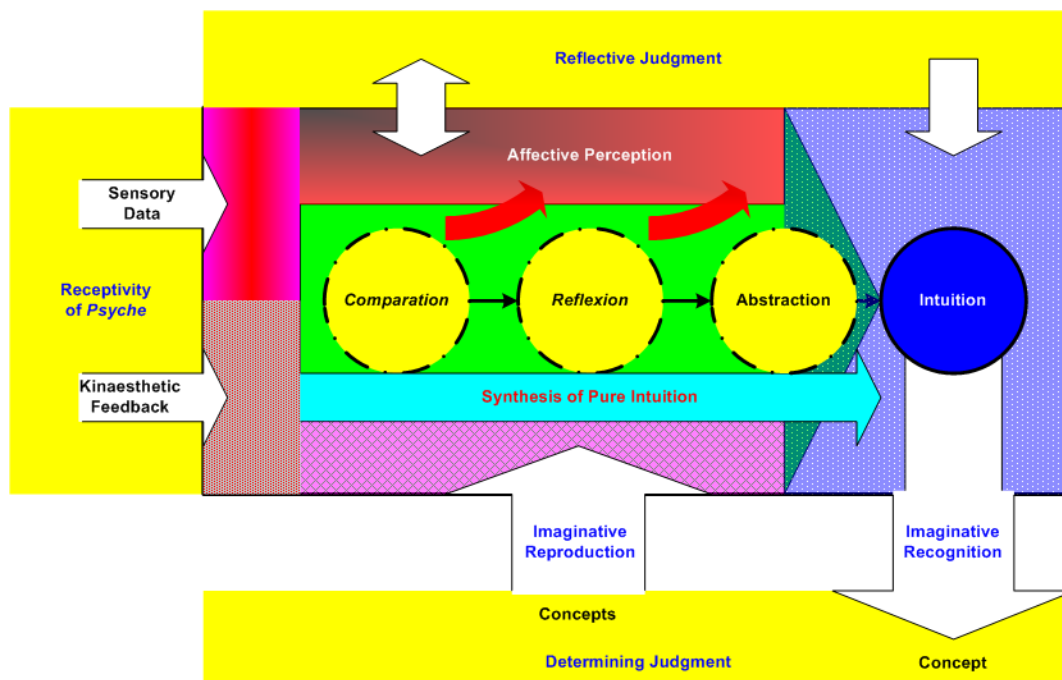 Reflective Judgment
Affective Perception
Sensory
Data
Receptivity
of Psyche
Comparation
Reflexion
Abstraction
Intuition
Kinaesthetic
Feedback
Synthesis of Pure Intuition
Imaginative
Reproduction
Imaginative
Recognition
Concepts
Determining Judgment
Concept